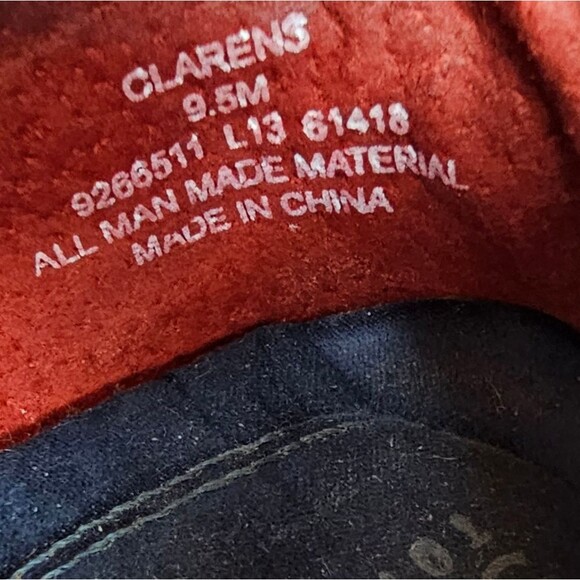 CLARENS
9.5M
9266511 L13 61418
ALL MAN MADE MATERIAL
MADE IN CHINA